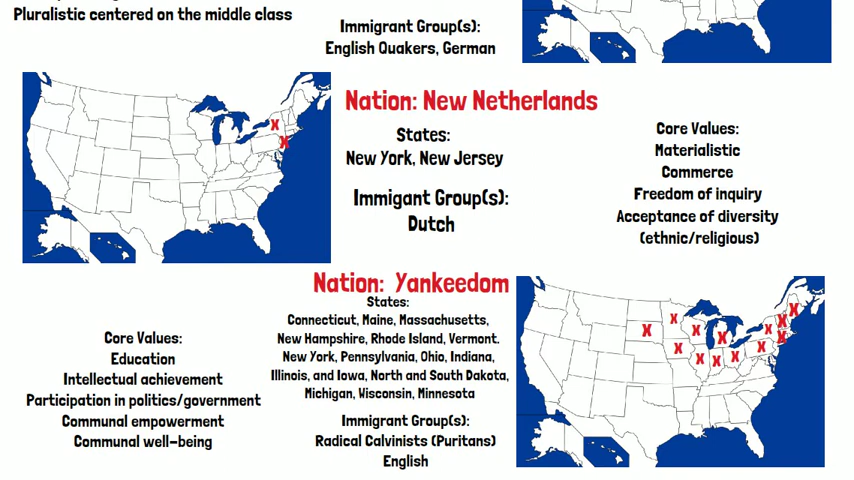 Pluralistic centered on the middle class
Immigrant Group(s):
English Quakers, German
Nation: New Netherlands
States:
New York, New Jersey
Immigant Group(s):
Dutch
Core Values:
Materialistic
Commerce
Freedom of inquiry
Acceptance of diversity
(ethnic/religious)
Nation: Yankeedom
States:
Connecticut, Maine, Massachusetts,
New Hampshire, Rhode Island, Vermont.
New York, Pennsylvania, Ohio, Indiana,
Illinois, and Iowa, North and South Dakota,
Michigan, Wisconsin, Minnesota
Immigrant Group(s):
Radical Calvinists (Puritans)
English
Core Values:
Education
Intellectual achievement
Participation in politics/government
Communal empowerment
Communal well-being